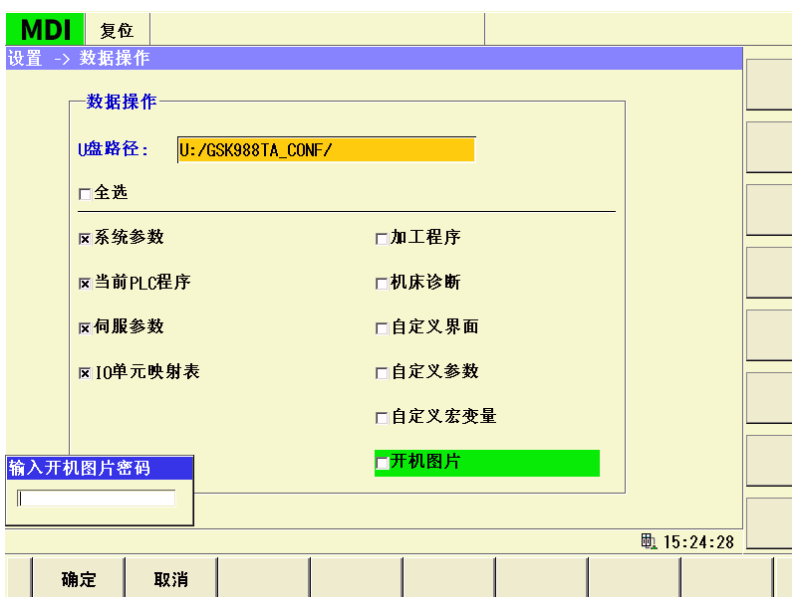 MDI 复位
设置 -> 数据操作
数据操作
U盘路径: U:/GSK988TA_CONF/
全选
系统参数 加工程序
当前PLC程序 机床诊断
伺服参数 自定义界面
IO单元映射表 自定义参数
自定义宏变量
开机图片
输入开机图片密码
15:24:28
确定 取消